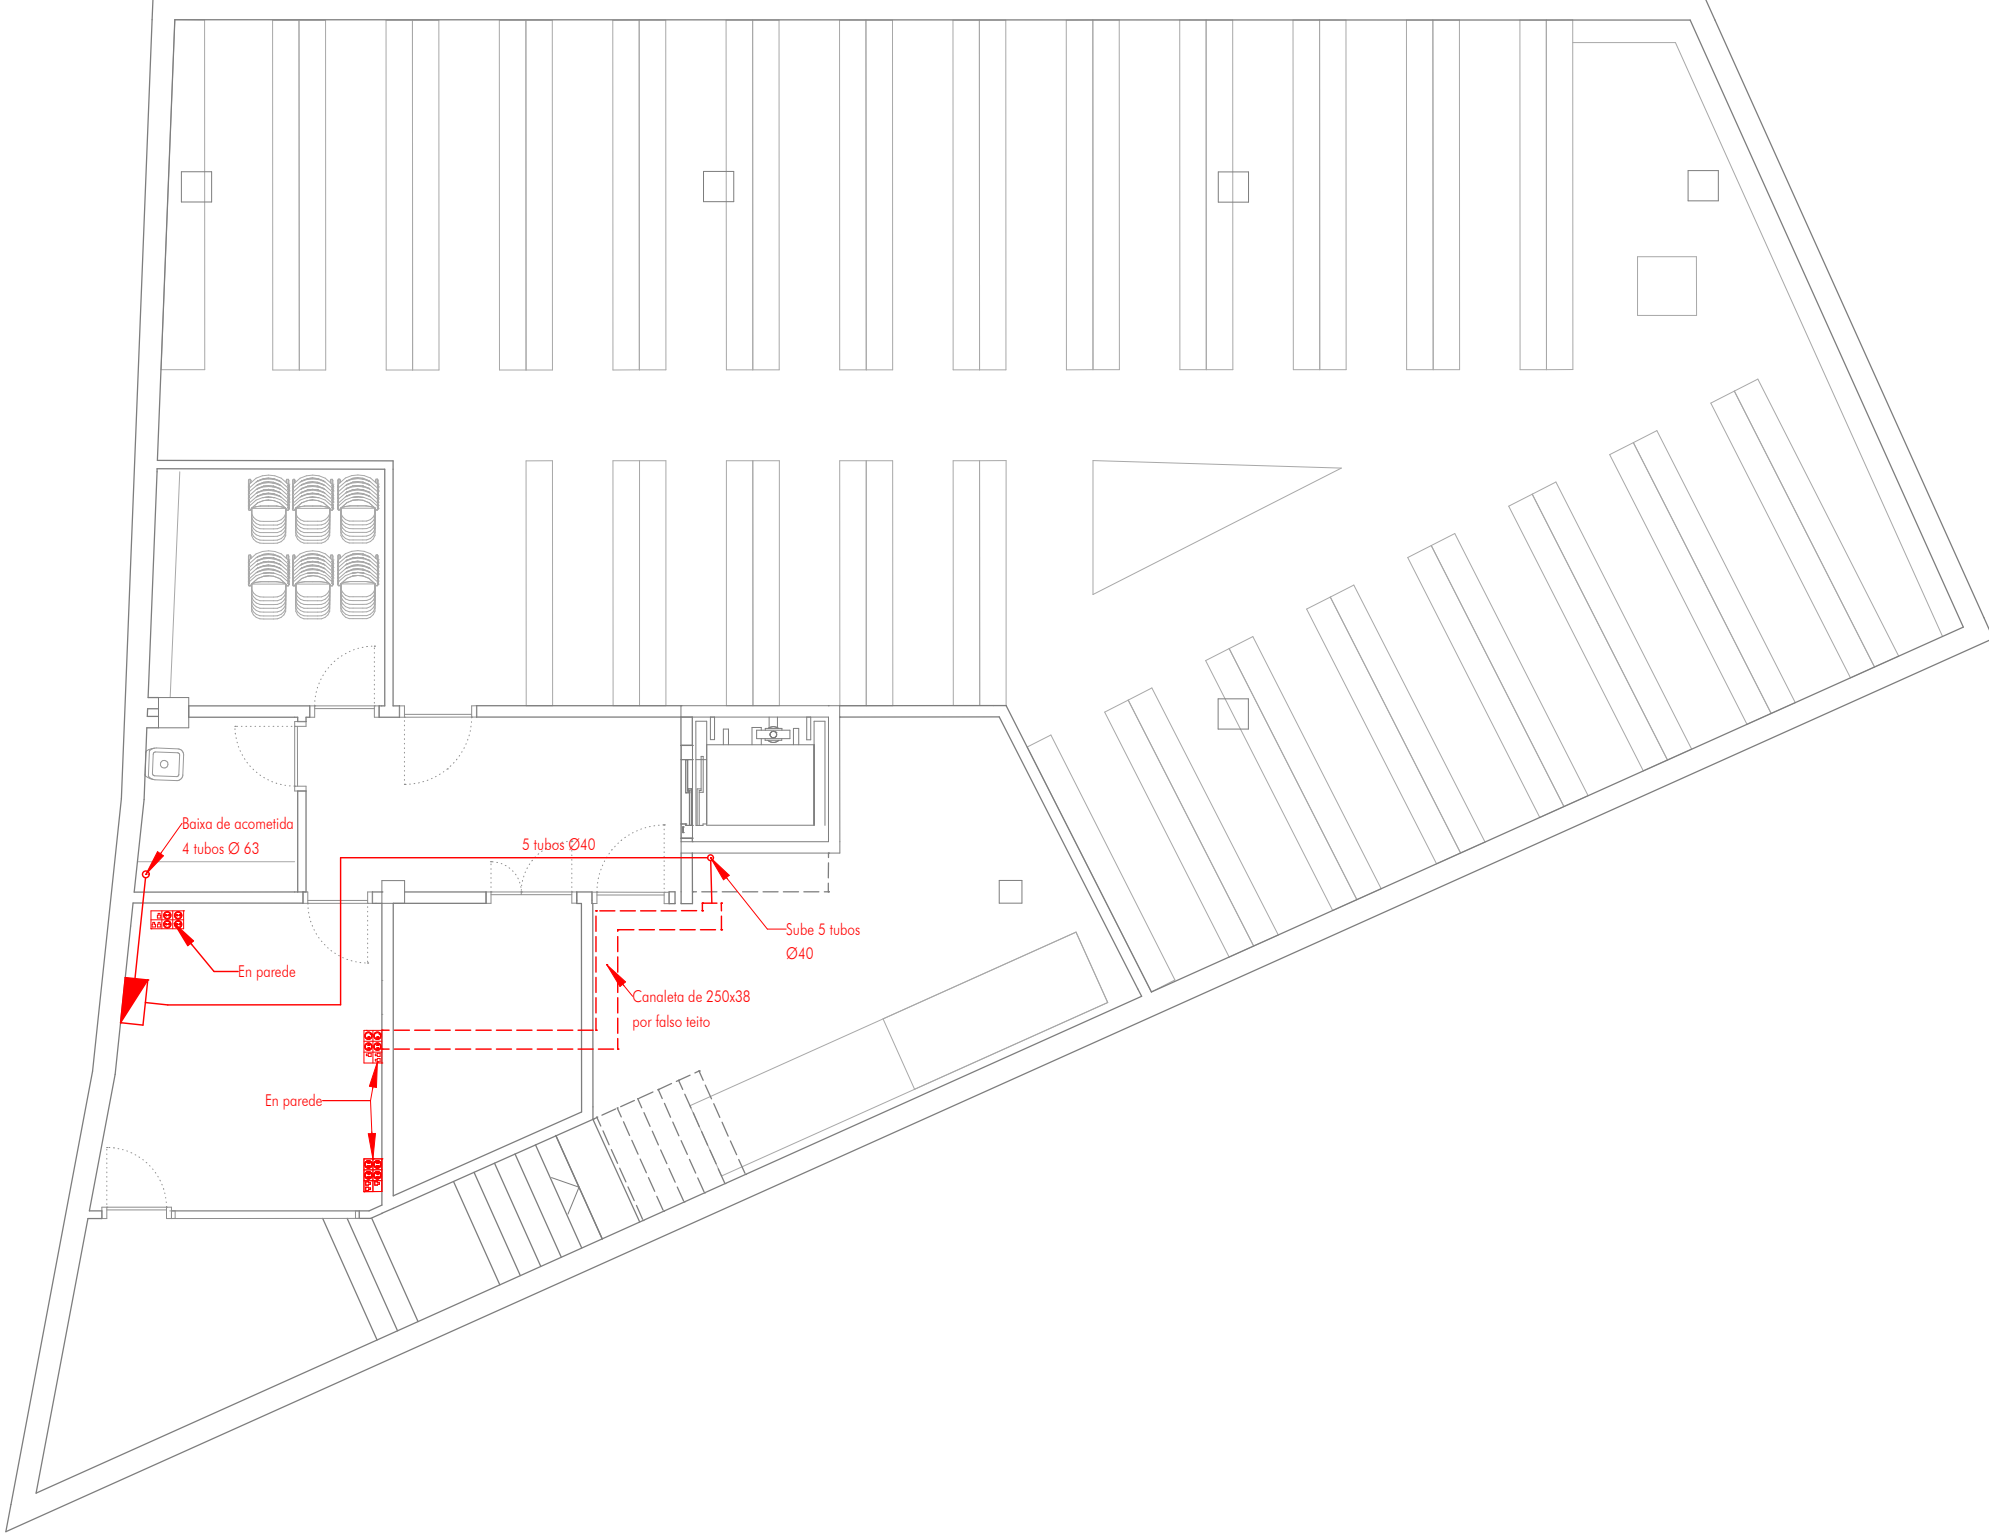 Baixa de acometida
4 tubos Ø 63
5 tubos Ø40
Sube 5 tubos
Ø40
En parede
Canaleta de 250x38
por falso teito
En parede